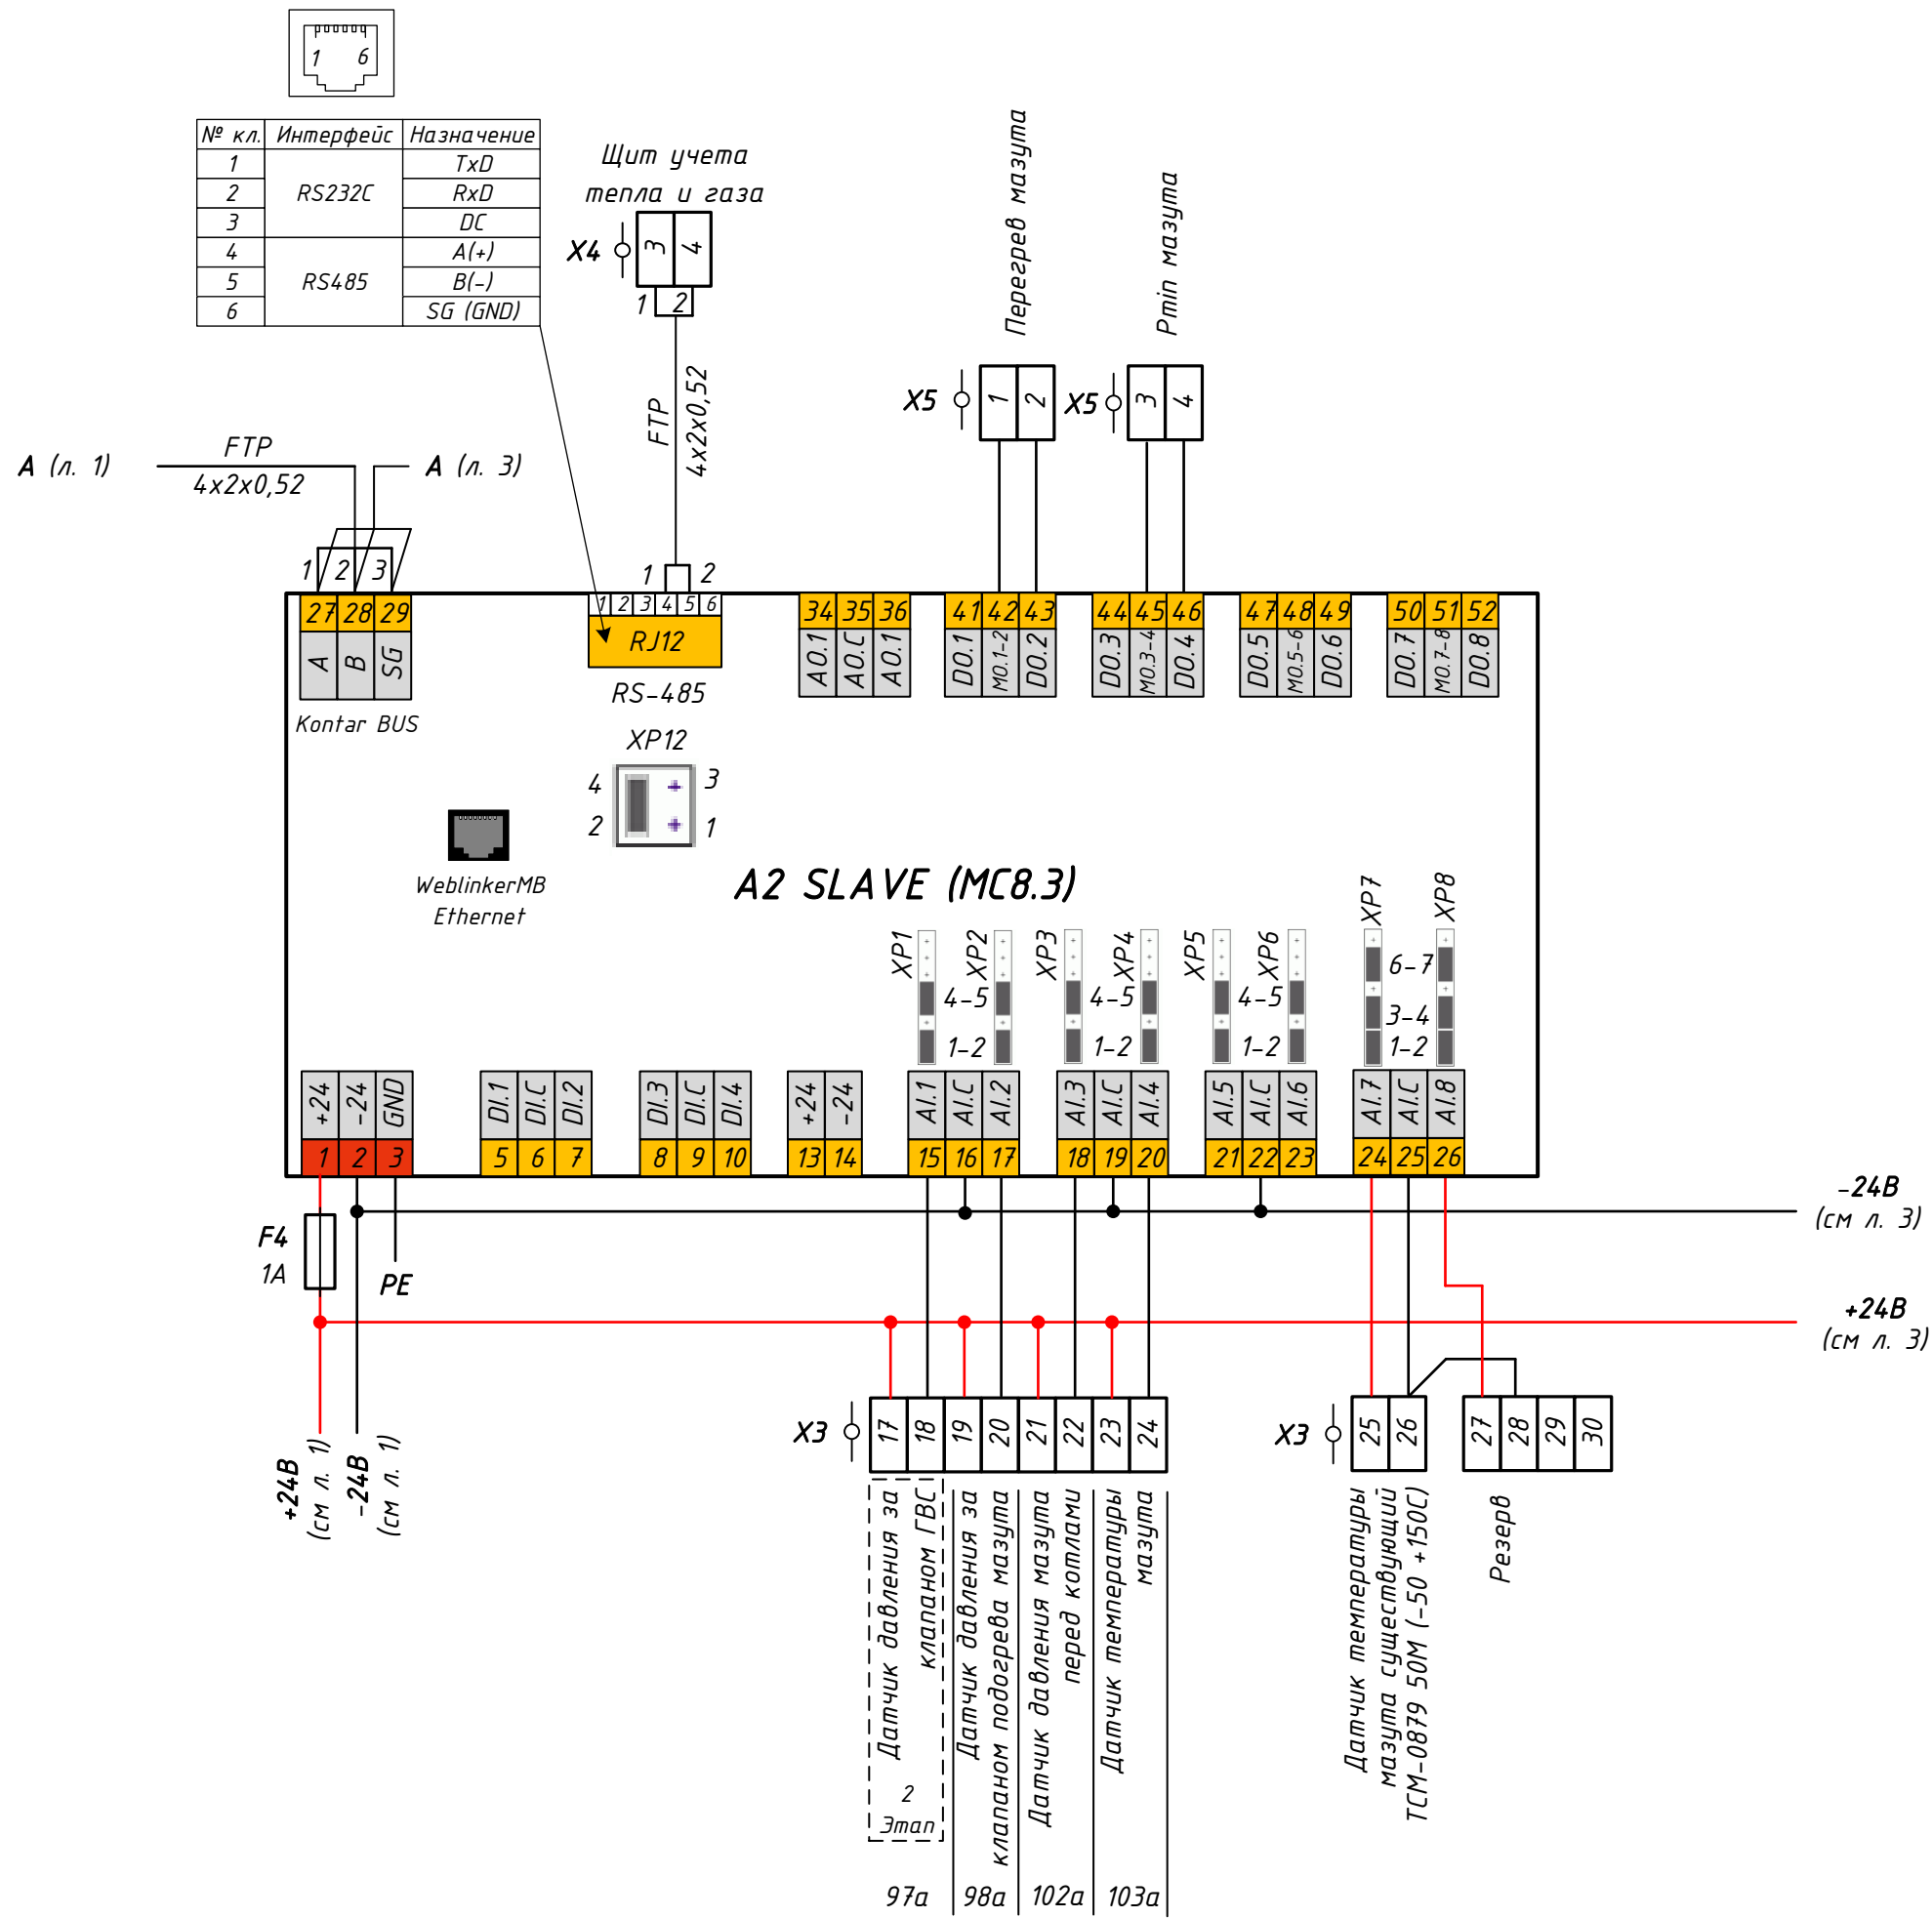 1 6
№ кл. Интерфейс Назначение
1 TxD
2 RS232C RxD
3 DC
4 A(+)
5 RS485 B(-)
6 SG (GND)
Щит учета
тепла и газа
X4 3 4
1 2
FTP
4x2x0,52
Перегрев мазута
Pmin мазута
X5 1 2
X5 3 4
A (л. 1)
FTP
4x2x0,52
A (л. 3)
1 2 3
1 2
27 28 29
A B SG
Kontar BUS
1 2 3 4 5 6
RJ12
RS-485
34 35 36
AO.1 AO.C AO.1
41 42 43
DO.1 MO.1-2 DO.2
44 45 46
DO.3 MO.3-4 DO.4
47 48 49
DO.5 MO.5-6 DO.6
50 51 52
DO.7 MO.7-8 DO.8
XP12
4 3
2 1
WeblinkerMB
Ethernet
A2 SLAVE (MC8.3)
XP1 XP2 XP3 XP4 XP5 XP6 XP7 XP8
4-5 4-5 4-5 6-7
3-4
1-2 1-2 1-2 1-2
+24 -24 GND
1 2 3
DI.1 DI.C DI.2
5 6 7
DI.3 DI.C DI.4
8 9 10
+24 -24
13 14
AI.1 AI.C AI.2
15 16 17
AI.3 AI.C AI.4
18 19 20
AI.5 AI.C AI.6
21 22 23
AI.7 AI.C AI.8
24 25 26
-24В
(см л. 3)
F4
1A
PE
+24В
(см л. 3)
+24В
(см л. 1)
-24В
(см л. 1)
X3 17 18 19 20 21 22 23 24
X3 25 26
27 28 29 30
Датчик давления за
клапаном ГВС
2
Этап
Датчик давления за
клапаном подогрева мазута
Датчик давления мазута
перед котлами
Датчик температуры
мазута
Датчик температуры
мазута существующий
ТСМ-0879 50М (-50 +150С)
Резерв
97а 98а 102а 103а